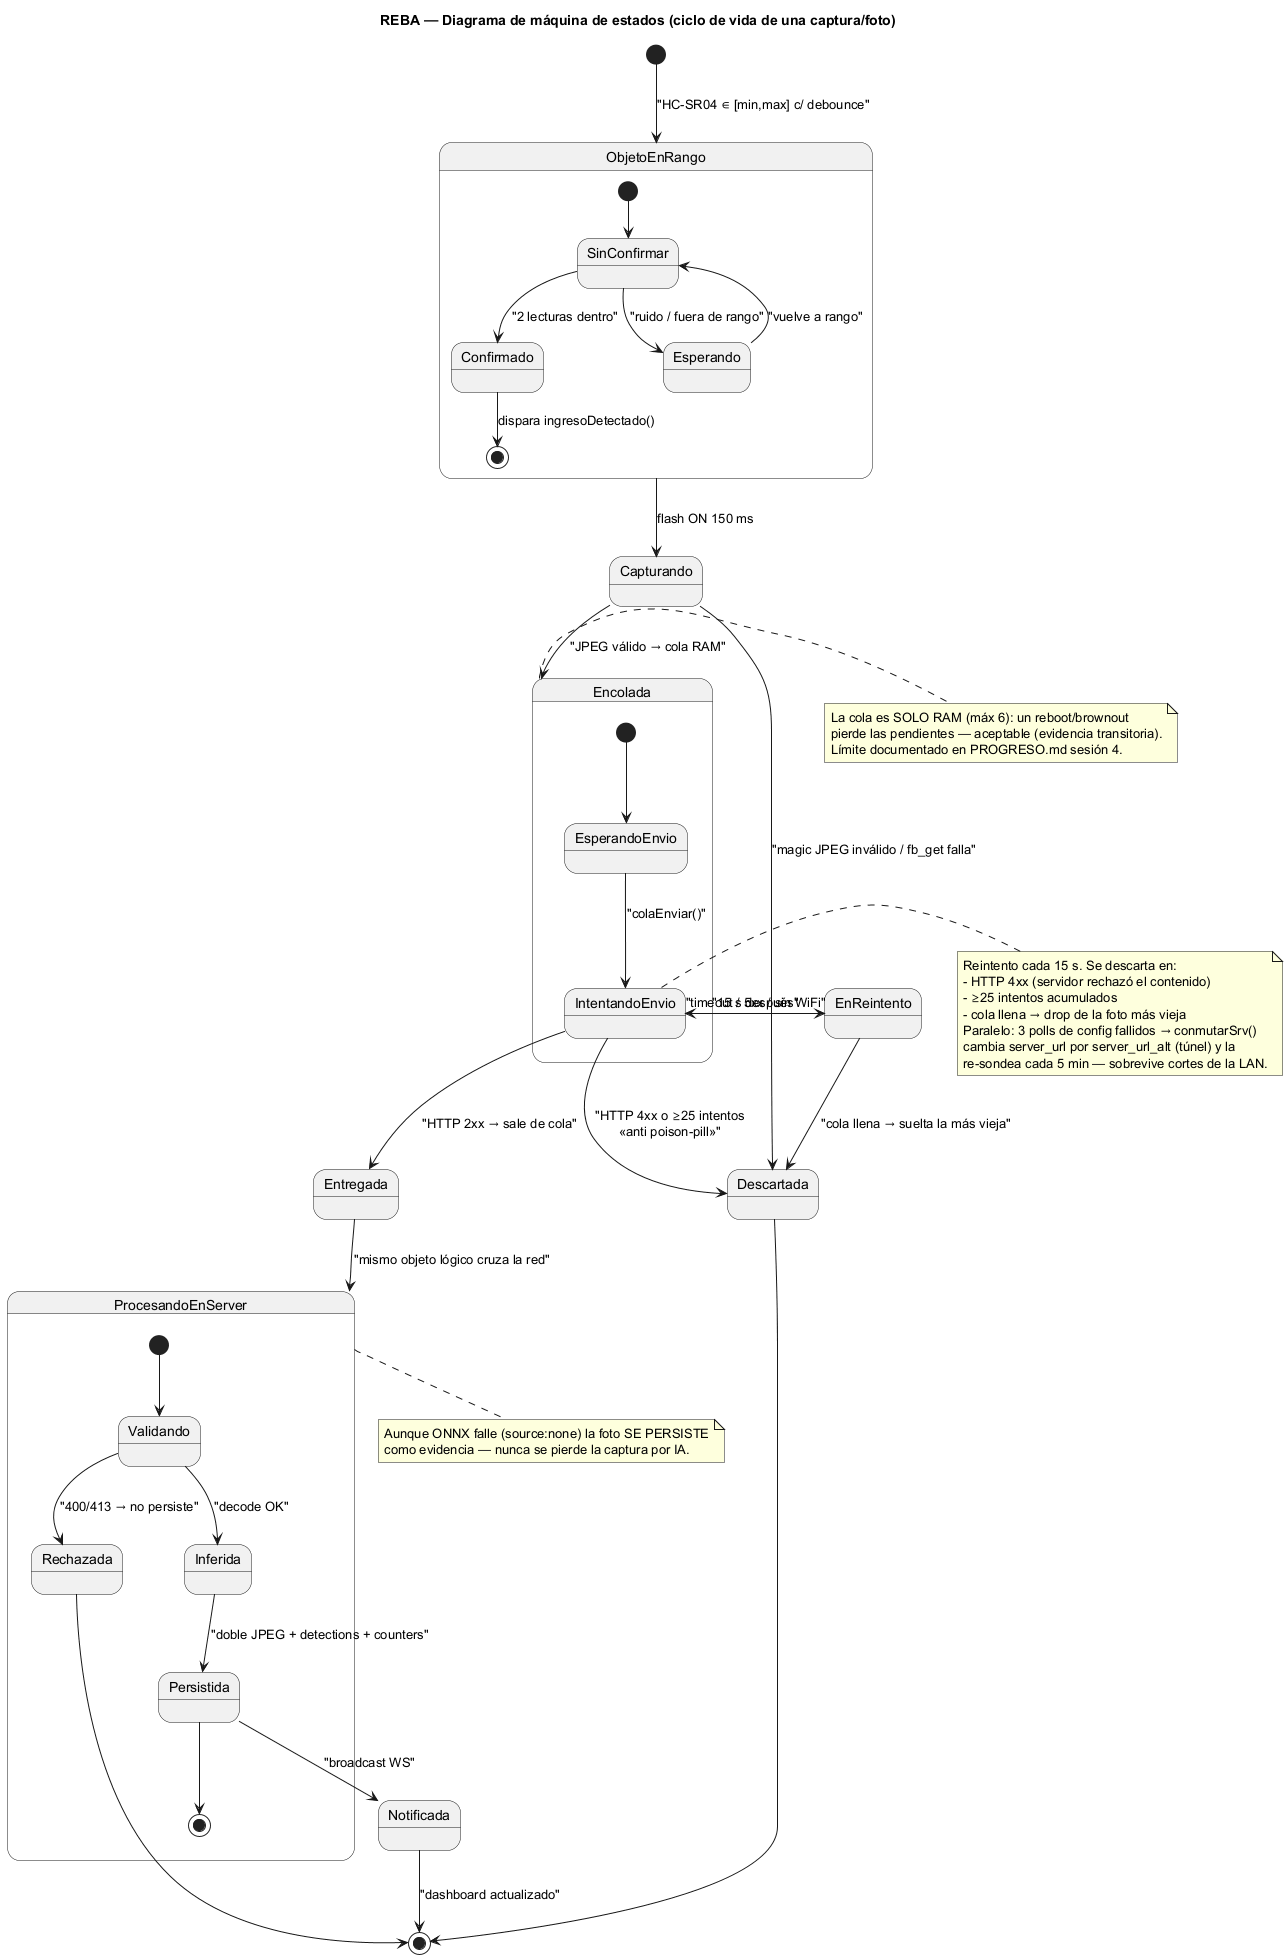 REBA — Diagrama de máquina de estados (ciclo de vida de una captura/foto)
"HC-SR04 ∈ [min,max] c/ debounce"
ObjetoEnRango
SinConfirmar
"2 lecturas dentro"
"ruido / fuera de rango"
"vuelve a rango"
Confirmado
Esperando
dispara ingresoDetectado()
flash ON 150 ms
Capturando
"JPEG válido → cola RAM"
Encolada
La cola es SOLO RAM (máx 6): un reboot/brownout
pierde las pendientes — aceptable (evidencia transitoria).
Límite documentado en PROGRESO.md sesión 4.
EsperandoEnvio
"magic JPEG inválido / fb_get falla"
"colaEnviar()"
IntentandoEnvio
EnReintento
Reintento cada 15 s. Se descarta en:
- HTTP 4xx (servidor rechazó el contenido)
- ≥25 intentos acumulados
- cola llena → drop de la foto más vieja
Paralelo: 3 polls de config fallidos → conmutarSrv()
cambia server_url por server_url_alt (túnel) y la
re-sondea cada 5 min — sobrevive cortes de la LAN.
"HTTP 2xx → sale de cola"
"HTTP 4xx o ≥25 intentos
«anti poison-pill»"
"cola llena → suelta la más vieja"
Entregada
Descartada
"mismo objeto lógico cruza la red"
ProcesandoEnServer
Validando
Aunque ONNX falle (source:none) la foto SE PERSISTE
como evidencia — nunca se pierde la captura por IA.
"400/413 → no persiste"
"decode OK"
Rechazada
Inferida
"doble JPEG + detections + counters"
Persistida
"broadcast WS"
Notificada
"dashboard actualizado"